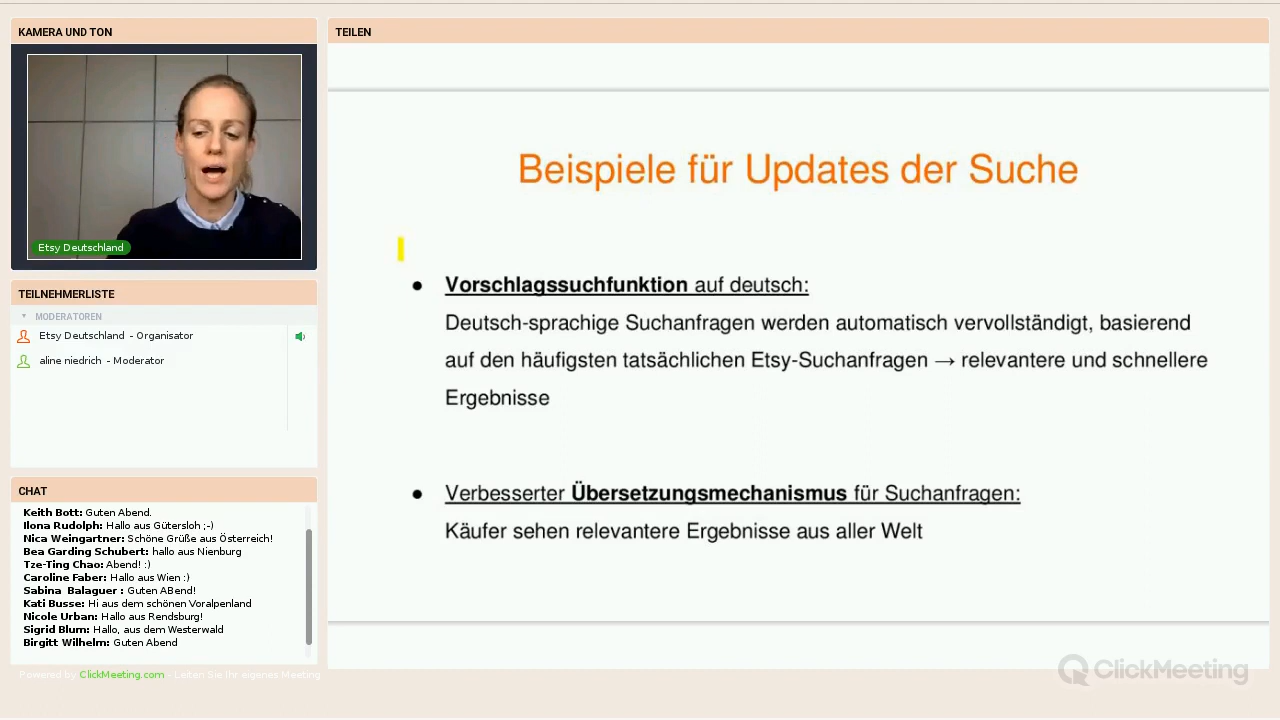 KAMERA UND TON
Etsy Deutschland
TEILNEHMERLISTE
MODERATOREN
Etsy Deutschland - Organisator
aline niedrich - Moderator
CHAT
Keith Bott: Guten Abend.
Ilona Rudolph: Hallo aus Gütersloh ;-)
Nica Weingartner: Schöne Grüße aus Österreich!
Bea Garding Schubert: hallo aus Nienburg
Tze-Ting Chao: Abend! :)
Caroline Faber: Hallo aus Wien :)
Sabina Balaguer : Guten ABend!
Kati Busse: Hi aus dem schönen Voralpenland
Nicole Urban: Hallo aus Rendsburg!
Sigrid Blum: Hallo, aus dem Westerwald
Birgitt Wilhelm: Guten Abend
Powered by ClickMeeting.com - Leiten Sie Ihr eigenes Meeting
TEILEN
Beispiele für Updates der Suche
● Vorschlagssuchfunktion auf deutsch:
Deutsch-sprachige Suchanfragen werden automatisch vervollständigt, basierend
auf den häufigsten tatsächlichen Etsy-Suchanfragen → relevantere und schnellere
Ergebnisse
● Verbesserter Übersetzungsmechanismus für Suchanfragen:
Käufer sehen relevantere Ergebnisse aus aller Welt
ClickMeeting